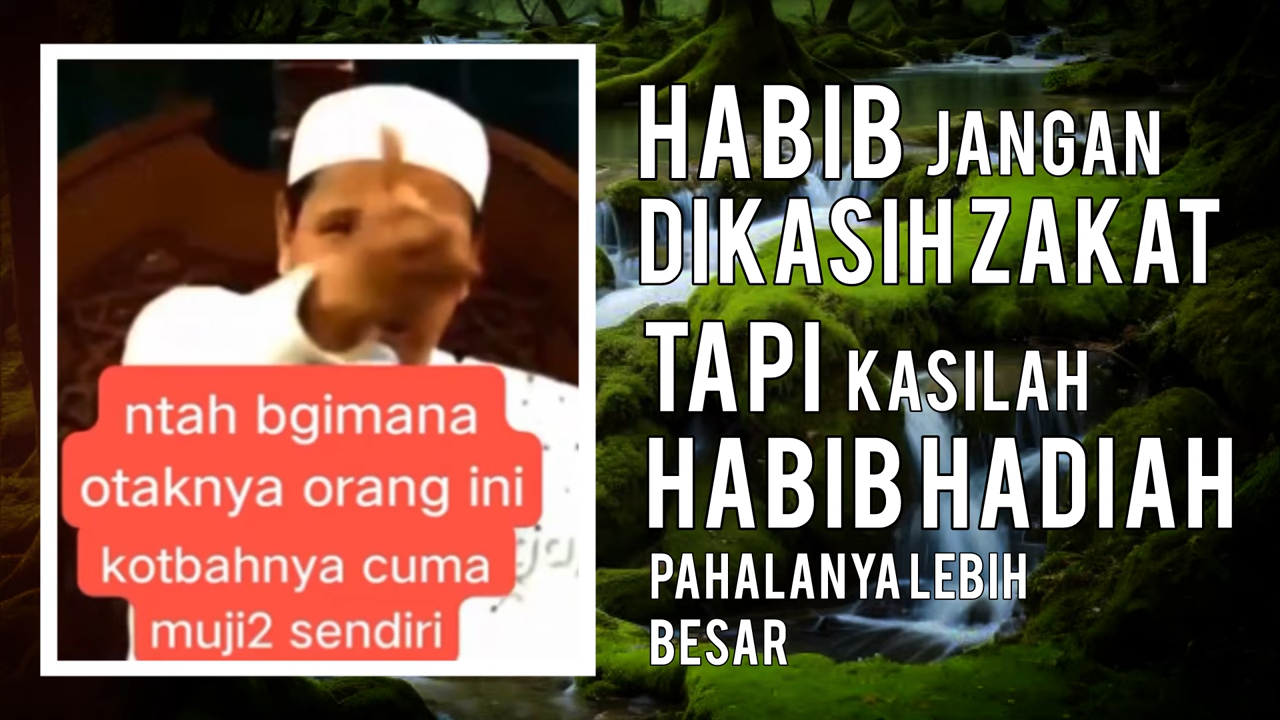 ntah bgimana
otaknya orang ini
kotbahnya cuma
muji2 sendiri
HABIB JANGAN
DIKASIH ZAKAT
TAPI KASILAH
HABIB HADIAH
PAHALANYA LEBIH
BESAR